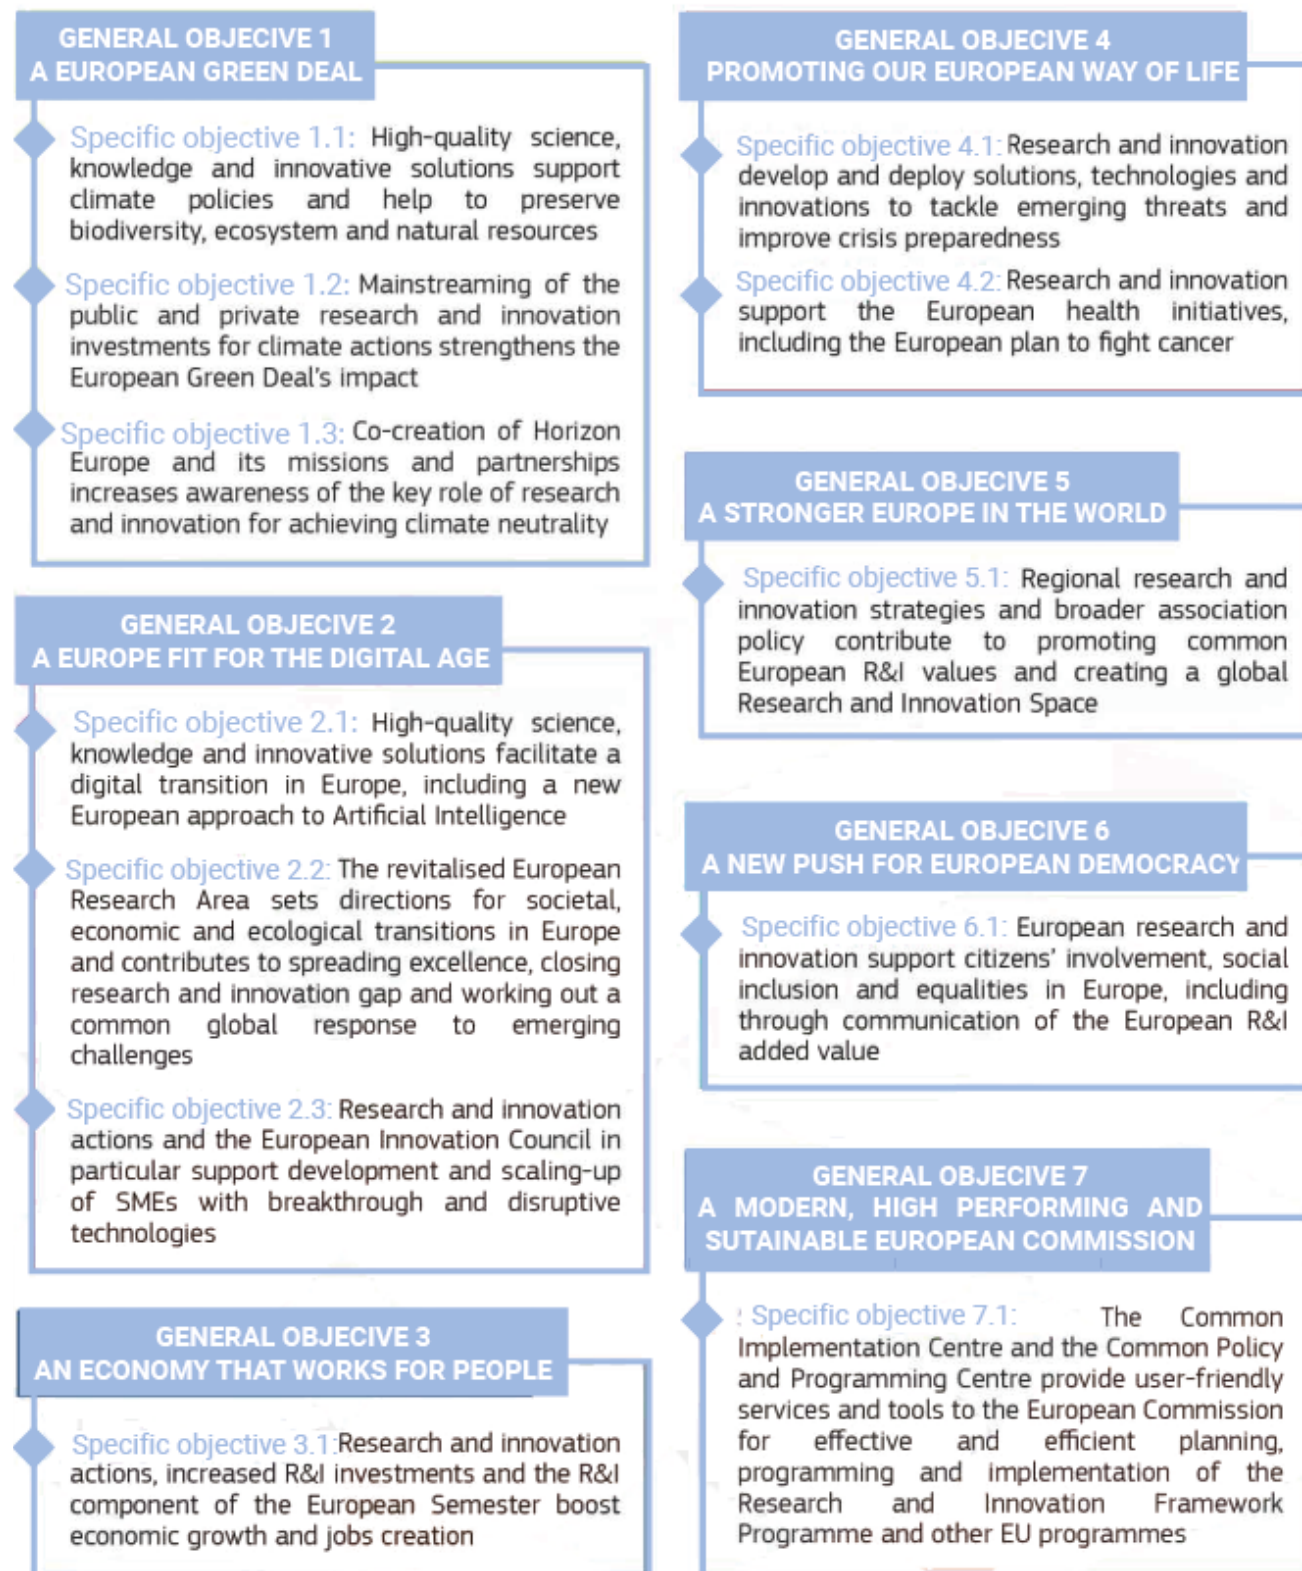 GENERAL OBJECIVE 1
A EUROPEAN GREEN DEAL
Specific objective 1.1: High-quality science,
knowledge and innovative solutions support
climate policies and help to preserve
biodiversity, ecosystem and natural resources
Specific objective 1.2: Mainstreaming of the
public and private research and innovation
investments for climate actions strengthens the
European Green Deal's impact
Specific objective 1.3: Co-creation of Horizon
Europe and its missions and partnerships
increases awareness of the key role of research
and innovation for achieving climate neutrality
GENERAL OBJECIVE 2
A EUROPE FIT FOR THE DIGITAL AGE
Specific objective 2.1: High-quality science,
knowledge and innovative solutions facilitate a
digital transition in Europe, including a new
European approach to Artificial Intelligence
Specific objective 2.2: The revitalised European
Research Area sets directions for societal,
economic and ecological transitions in Europe
and contributes to spreading excellence, closing
research and innovation gap and working out a
common global response to emerging
challenges
Specific objective 2.3: Research and innovation
actions and the European Innovation Council in
particular support development and scaling-up
of SMEs with breakthrough and disruptive
technologies
GENERAL OBJECIVE 3
AN ECONOMY THAT WORKS FOR PEOPLE
Specific objective 3.1: Research and innovation
actions, increased R&I investments and the R&I
component of the European Semester boost
economic growth and jobs creation
GENERAL OBJECIVE 4
PROMOTING OUR EUROPEAN WAY OF LIFE
Specific objective 4.1: Research and innovation
develop and deploy solutions, technologies and
innovations to tackle emerging threats and
improve crisis preparedness
Specific objective 4.2: Research and innovation
support the European health initiatives,
including the European plan to fight cancer
GENERAL OBJECIVE 5
A STRONGER EUROPE IN THE WORLD
Specific objective 5.1: Regional research and
innovation strategies and broader association
policy contribute to promoting common
European R&I values and creating a global
Research and Innovation Space
GENERAL OBJECIVE 6
A NEW PUSH FOR EUROPEAN DEMOCRACY
Specific objective 6.1: European research and
innovation support citizens' involvement, social
inclusion and equalities in Europe, including
through communication of the European R&I
added value
GENERAL OBJECIVE 7
A MODERN, HIGH PERFORMING AND
SUTAINABLE EUROPEAN COMMISSION
Specific objective 7.1: The Common
Implementation Centre and the Common Policy
and Programming Centre provide user-friendly
services and tools to the European Commission
for effective and efficient planning,
programming and implementation of the
Research and Innovation Framework
Programme and other EU programmes